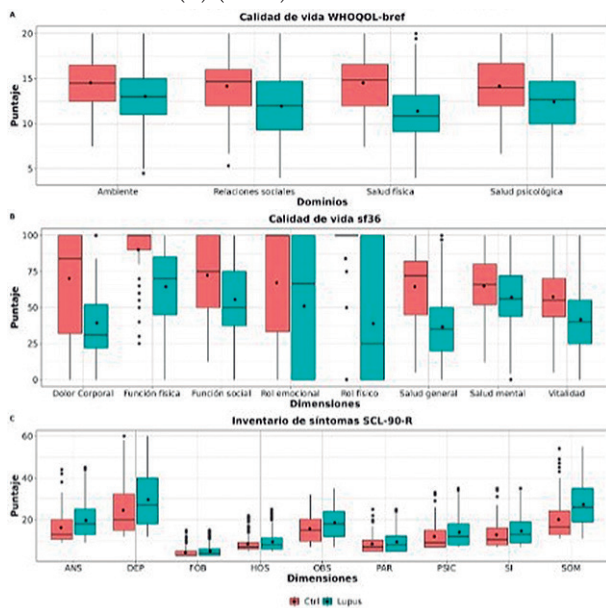 A
Calidad de vida WHOQOL-bref
Puntaje
20
15
10
5
Ambiente Relaciones sociales Salud física Salud psicológica
Dominios
B
Calidad de vida sf36
Puntaje
100
75
50
25
0
Dolor Corporal Función física Función social Rol emocional Rol físico Salud general Salud mental Vitalidad
Dimensiones
C
Inventario de síntomas SCL-90-R
Puntaje
60
40
20
ANS DEP FOB HOS OBS PAR PSIC SI SOM
Dimensiones
Ctrl Lupus